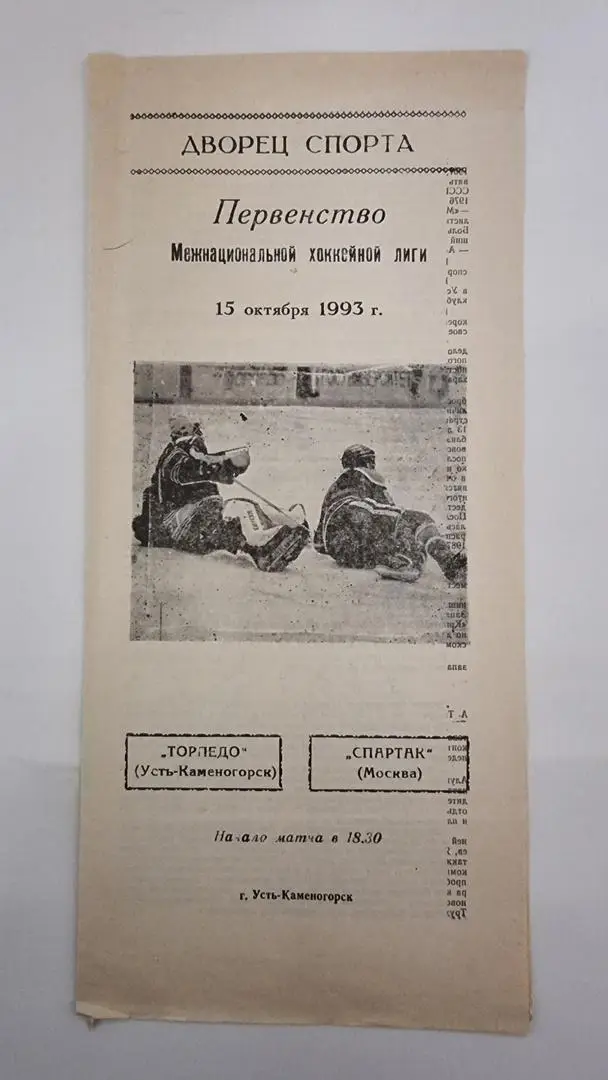 ДВОРЕЦ СПОРТА
Первенство
Межнациональной хоккейной лиги
15 октября 1993 г.
„ТОРПЕДО“
(Усть-Каменогорск)
„СПАРТАК“
(Москва)
Начало матча в 18.30
г. Усть-Каменогорск